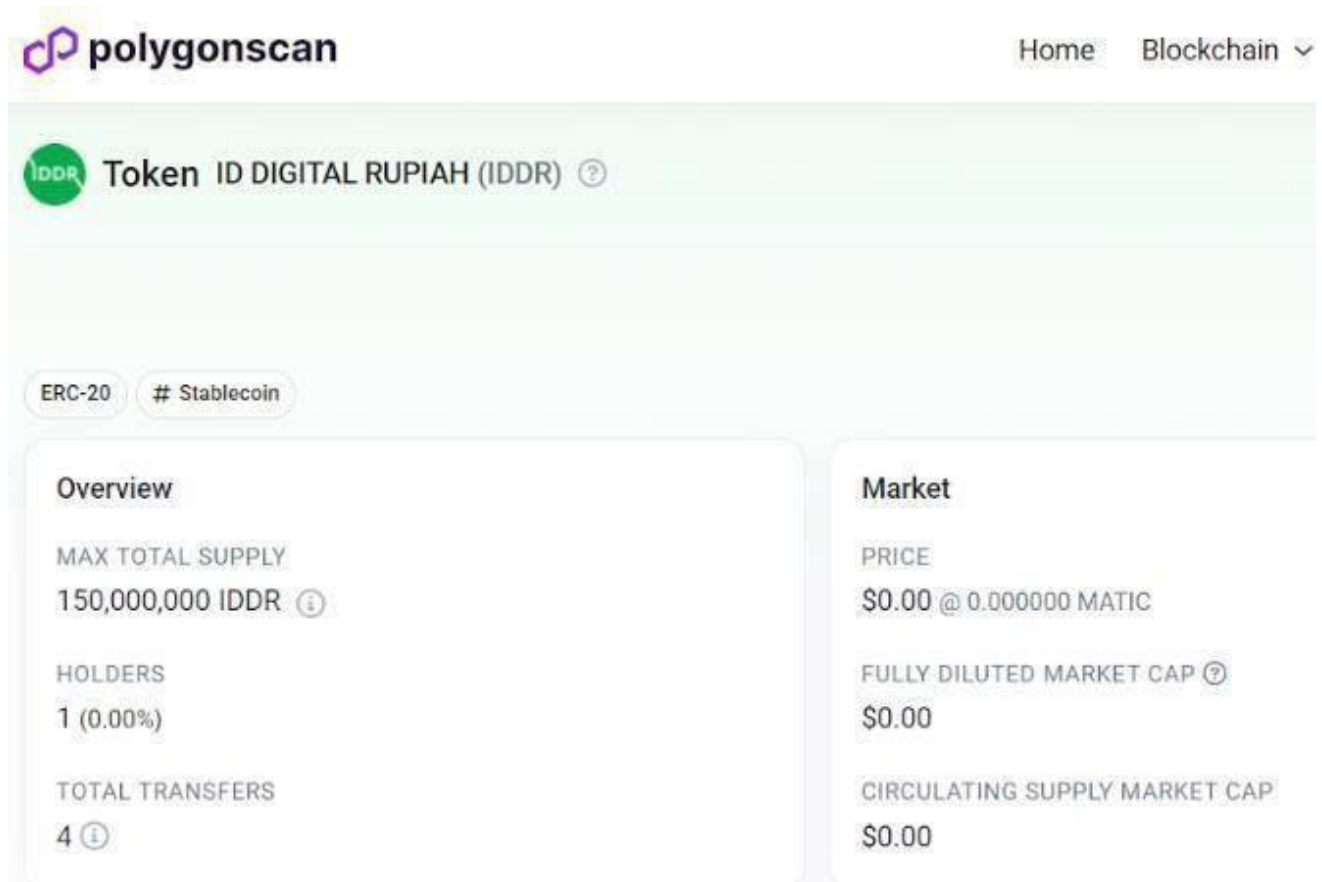 polygonscan
Home Blockchain
IDDR Token ID DIGITAL RUPIAH (IDDR)
ERC-20 # Stablecoin
Overview
MAX TOTAL SUPPLY
150,000,000 IDDR
HOLDERS
1 (0.00%)
TOTAL TRANSFERS
4
Market
PRICE
$0.00 @ 0.000000 MATIC
FULLY DILUTED MARKET CAP
$0.00
CIRCULATING SUPPLY MARKET CAP
$0.00